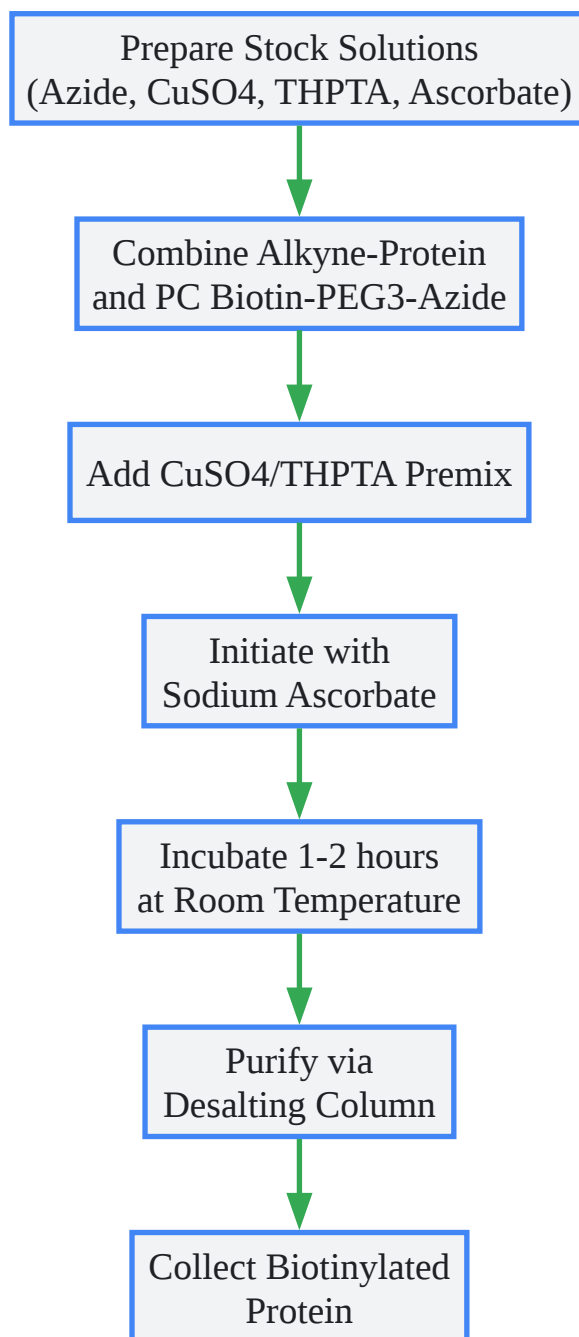 Prepare Stock Solutions
(Azide, CuSO4, THPTA, Ascorbate)
Combine Alkyne-Protein
and PC Biotin-PEG3-Azide
Add CuSO4/THPTA Premix
Initiate with
Sodium Ascorbate
Incubate 1-2 hours
at Room Temperature
Purify via
Desalting Column
Collect Biotinylated
Protein